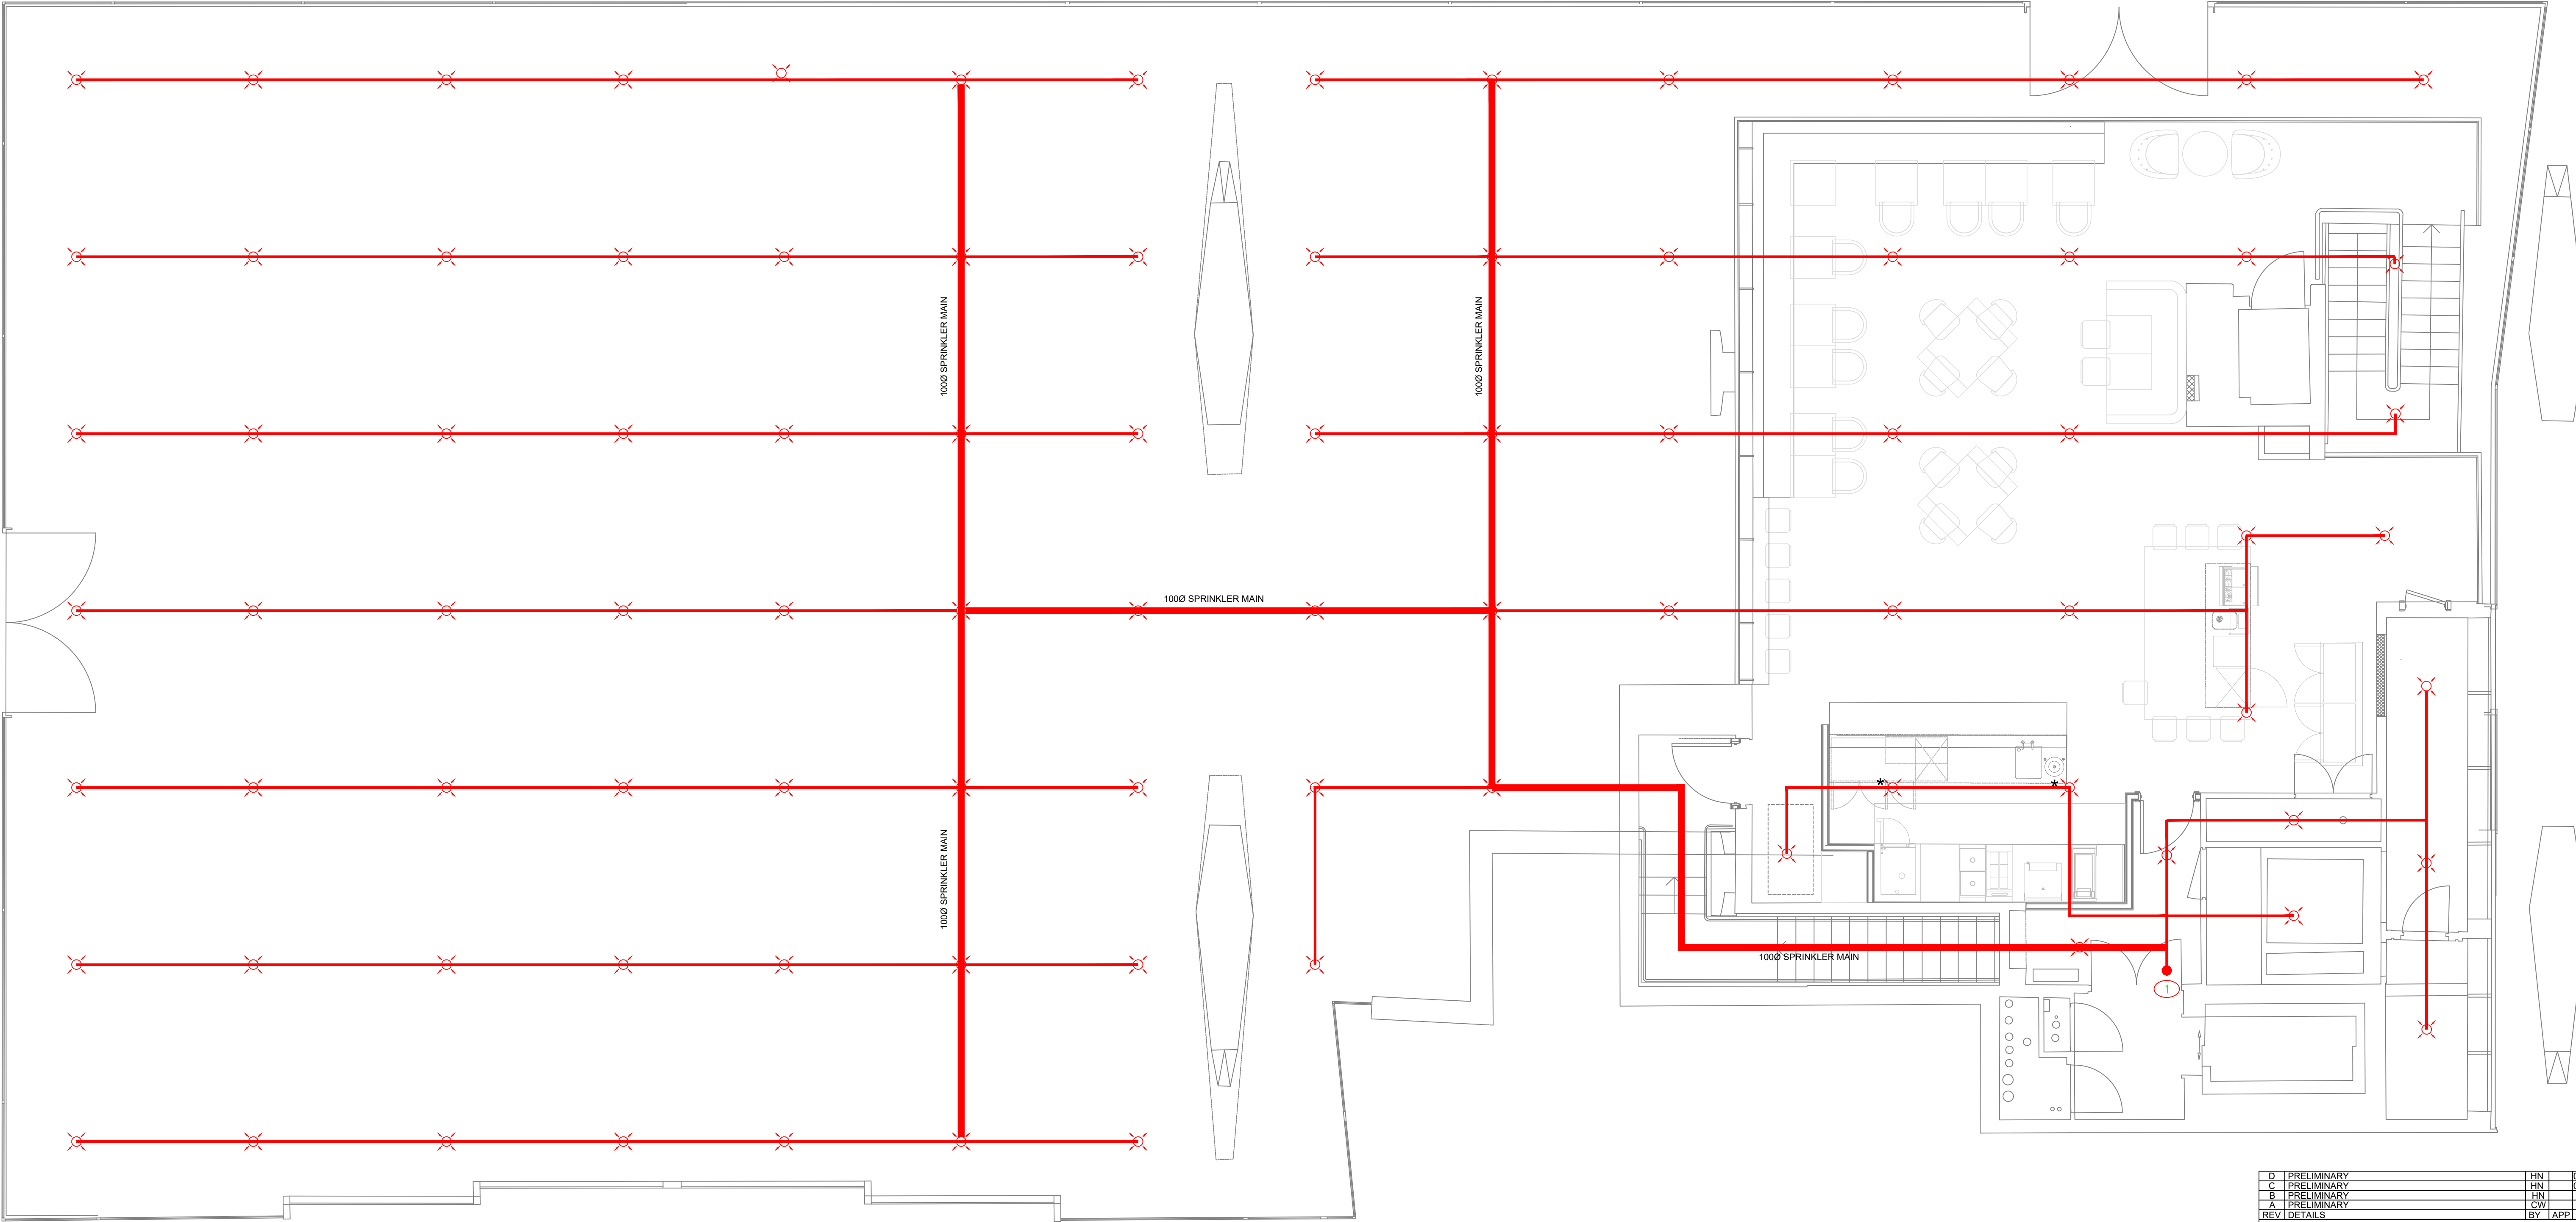 100Ø SPRINKLER MAIN
100Ø SPRINKLER MAIN
100Ø SPRINKLER MAIN
*
*
100Ø SPRINKLER MAIN
100Ø SPRINKLER MAIN
↑
D PRELIMINARY HN
C PRELIMINARY HN
B PRELIMINARY HN
A PRELIMINARY CW
REV DETAILS BY APP